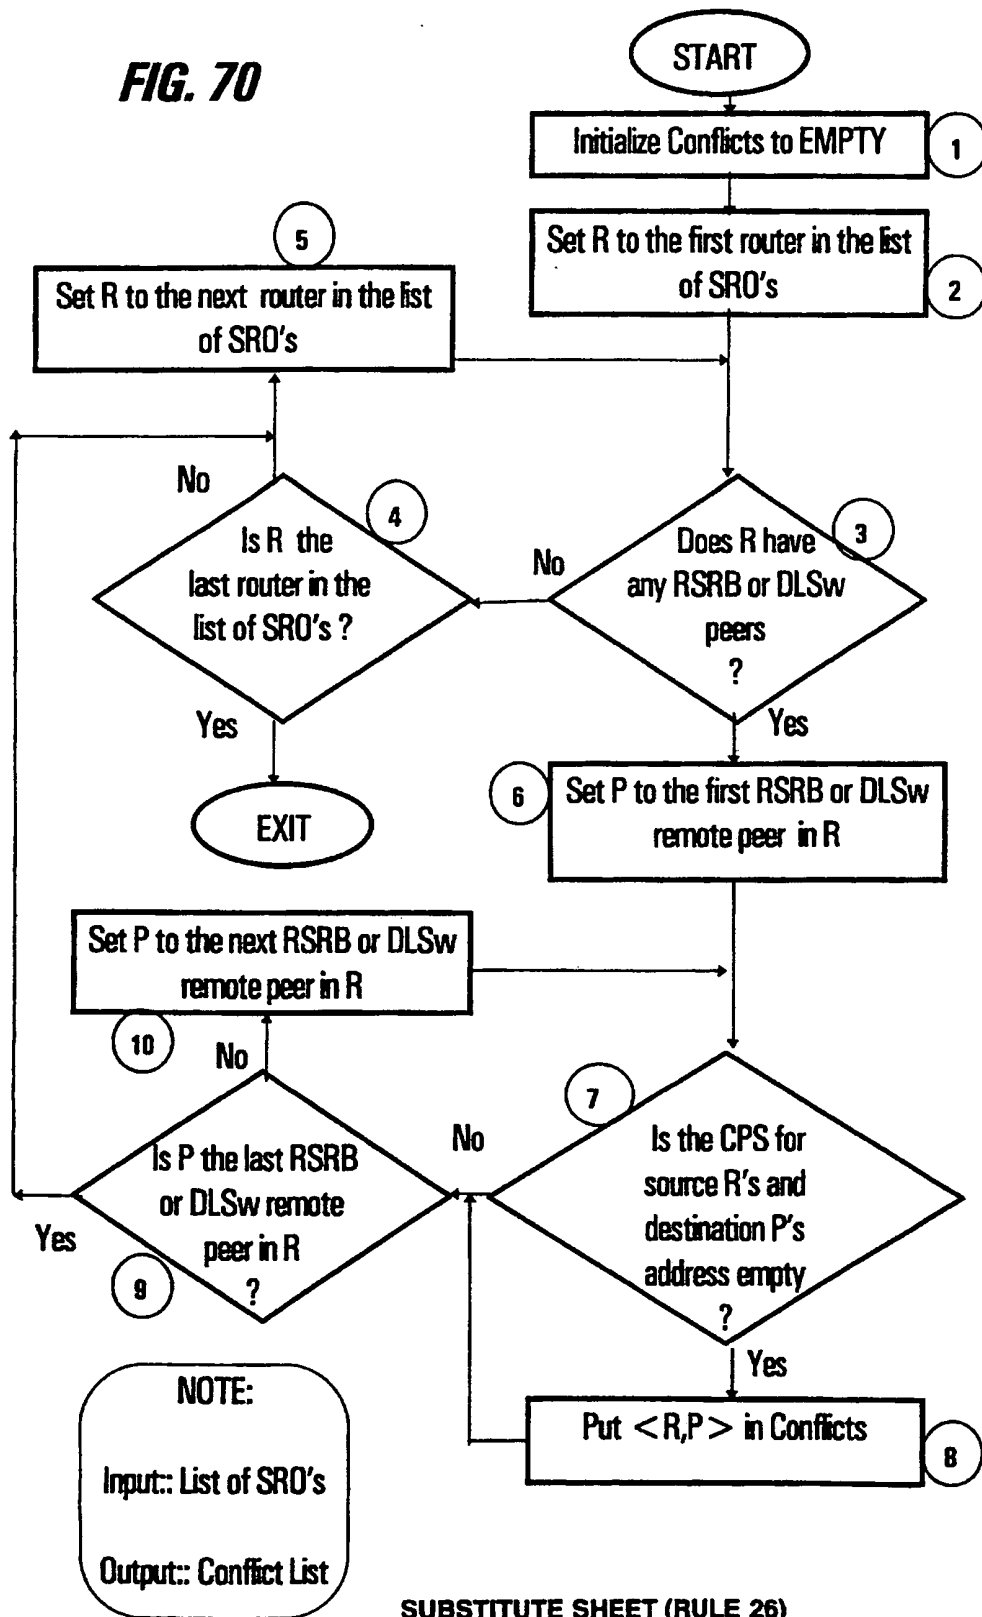 FIG. 70
START
Initialize Conflicts to EMPTY
1
Set R to the first router in the list
of SRO's
2
5
Set R to the next router in the list
of SRO's
No
4
Is R the
last router in the
list of SRO's ?
No
3
Does R have
any RSRB or DLSw
peers
?
Yes
Yes
EXIT
6
Set P to the first RSRB or DLSw
remote peer in R
Set P to the next RSRB or DLSw
remote peer in R
10
No
7
Is the CPS for
source R's and
destination P's
address empty
?
No
Is P the last RSRB
or DLSw remote
peer in R
?
9
Yes
Yes
Put <R,P> in Conflicts
8
NOTE:
Input:: List of SRO's
Output:: Conflict List
SUBSTITUTE SHEET (RULE 26)